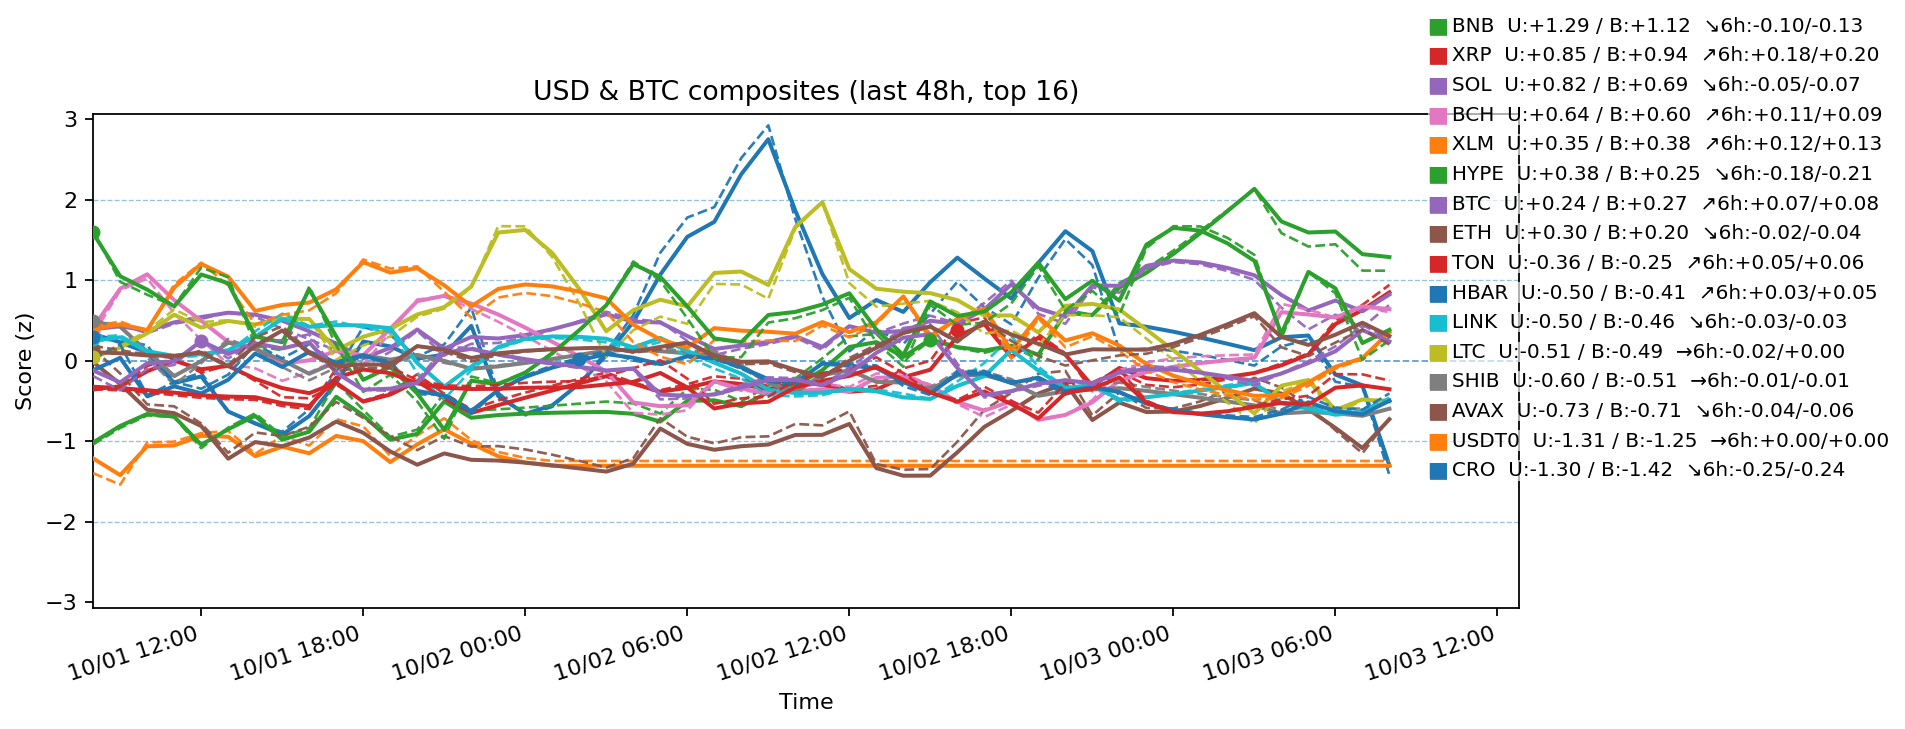 BNB  U:+1.29 / B:+1.12  ↘6h:-0.10/-0.13
XRP  U:+0.85 / B:+0.94  ↗6h:+0.18/+0.20
SOL  U:+0.82 / B:+0.69  ↘6h:-0.05/-0.07
BCH  U:+0.64 / B:+0.60  ↗6h:+0.11/+0.09
XLM  U:+0.35 / B:+0.38  ↗6h:+0.12/+0.13
HYPE  U:+0.38 / B:+0.25  ↘6h:-0.18/-0.21
BTC  U:+0.24 / B:+0.27  ↗6h:+0.07/+0.08
ETH  U:+0.30 / B:+0.20  ↘6h:-0.02/-0.04
TON  U:-0.36 / B:-0.25  ↗6h:+0.05/+0.06
HBAR  U:-0.50 / B:-0.41  ↗6h:+0.03/+0.05
LINK  U:-0.50 / B:-0.46  ↘6h:-0.03/-0.03
LTC  U:-0.51 / B:-0.49  →6h:-0.02/+0.00
SHIB  U:-0.60 / B:-0.51  →6h:-0.01/-0.01
AVAX  U:-0.73 / B:-0.71  ↘6h:-0.04/-0.06
USDT0  U:-1.31 / B:-1.25  →6h:+0.00/+0.00
CRO  U:-1.30 / B:-1.42  ↘6h:-0.25/-0.24
USD & BTC composites (last 48h, top 16)
3
2
1
0
−1
−2
−3
Score (z)
10/01 12:00
10/01 18:00
10/02 00:00
10/02 06:00
10/02 12:00
10/02 18:00
10/03 00:00
10/03 06:00
10/03 12:00
Time